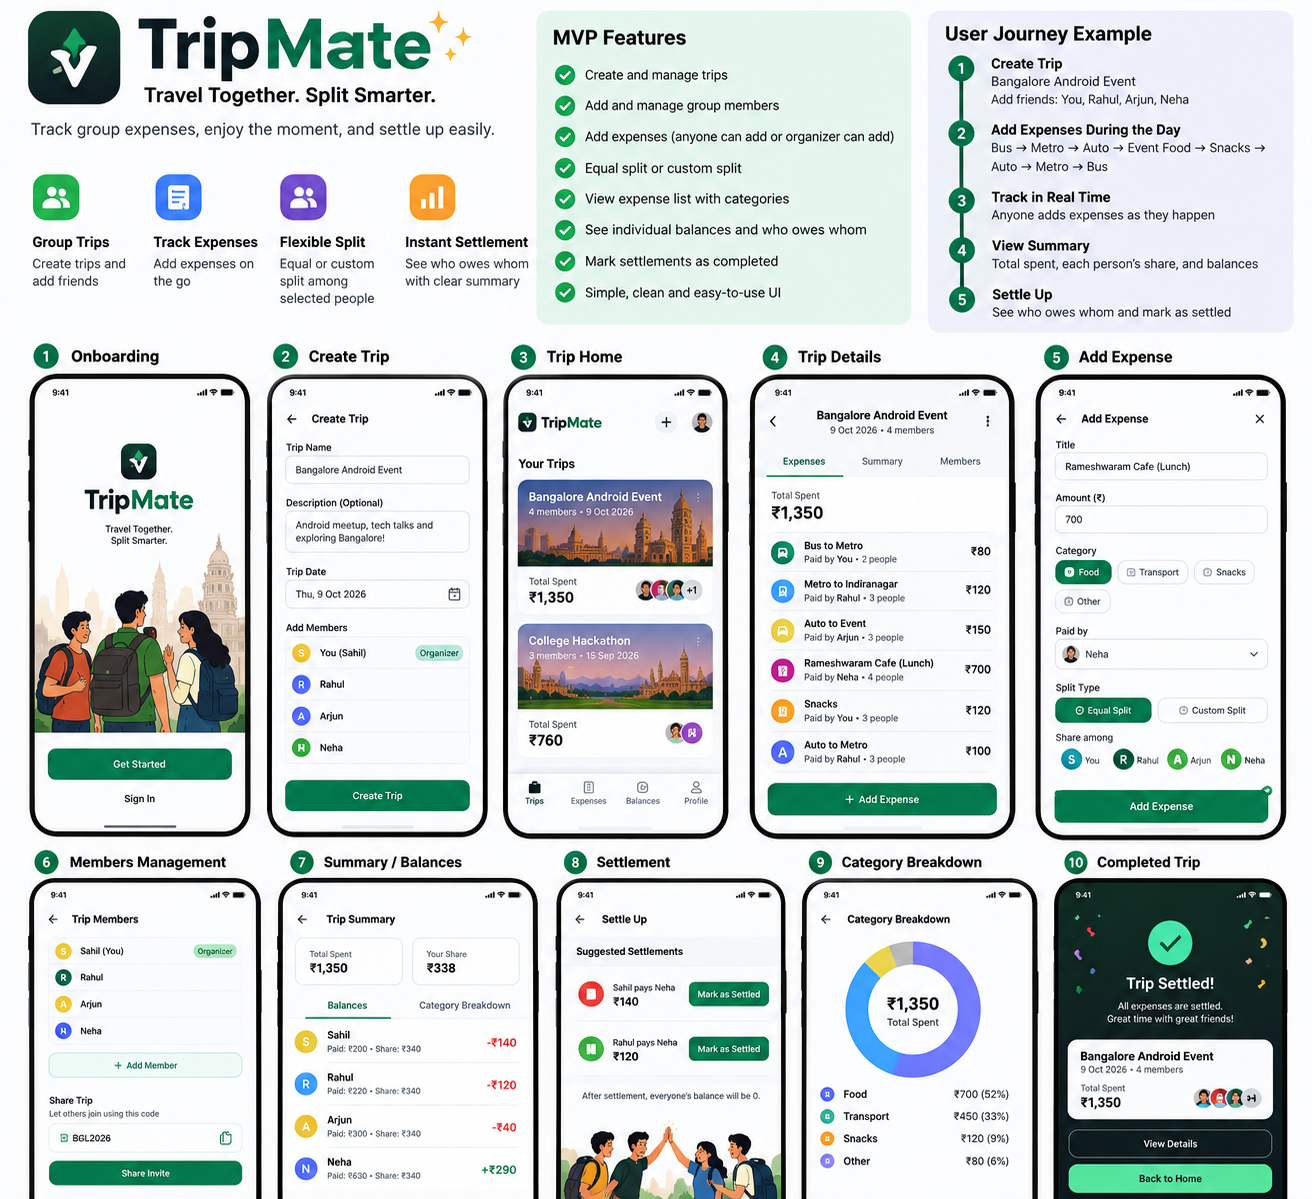 TripMate
Travel Together. Split Smarter.
Track group expenses, enjoy the moment, and settle up easily.
Group Trips
Create trips and
add friends
Track Expenses
Add expenses on
the go
Flexible Split
Equal or custom
split among
selected people
Instant Settlement
See who owes whom
with clear summary
MVP Features
Create and manage trips
Add and manage group members
Add expenses (anyone can add or organizer can add)
Equal split or custom split
View expense list with categories
See individual balances and who owes whom
Mark settlements as completed
Simple, clean and easy-to-use UI
User Journey Example
1 Create Trip
Bangalore Android Event
Add friends: You, Rahul, Arjun, Neha
2 Add Expenses During the Day
Bus → Metro → Auto → Event Food → Snacks →
Auto → Metro → Bus
3 Track in Real Time
Anyone adds expenses as they happen
4 View Summary
Total spent, each person's share, and balances
5 Settle Up
See who owes whom and mark as settled
1 Onboarding
9:41
TripMate
Travel Together.
Split Smarter.
Get Started
Sign In
2 Create Trip
9:41
← Create Trip
Trip Name
Bangalore Android Event
Description (Optional)
Android meetup, tech talks and
exploring Bangalore!
Trip Date
Thu, 9 Oct 2026
Add Members
S You (Sahil) Organizer
R Rahul
A Arjun
N Neha
Create Trip
3 Trip Home
9:41
TripMate +
Your Trips
Bangalore Android Event
4 members • 9 Oct 2026
Total Spent
₹1,350 +1
College Hackathon
3 members • 15 Sep 2026
Total Spent
₹760
Trips Expenses Balances Profile
4 Trip Details
9:41
Bangalore Android Event
9 Oct 2026 • 4 members
Expenses Summary Members
Total Spent
₹1,350
Bus to Metro ₹80
Paid by You • 2 people
Metro to Indiranagar ₹120
Paid by Rahul • 3 people
Auto to Event ₹150
Paid by Arjun • 3 people
Rameshwaram Cafe (Lunch) ₹700
Paid by Neha • 4 people
Snacks ₹120
Paid by You • 3 people
A Auto to Metro ₹100
Paid by Rahul • 3 people
+ Add Expense
5 Add Expense
9:41
← Add Expense ×
Title
Rameshwaram Cafe (Lunch)
Amount (₹)
700
Category
Food Transport Snacks
Other
Paid by
Neha
Split Type
Equal Split Custom Split
Share among
S You R Rahul A Arjun N Neha
Add Expense
6 Members Management
9:41
← Trip Members
S Sahil (You) Organizer
R Rahul
A Arjun
N Neha
+ Add Member
Share Trip
Let others join using this code
BGL2026
Share Invite
7 Summary / Balances
9:41
← Trip Summary
Total Spent
₹1,350
Your Share
₹338
Balances Category Breakdown
S Sahil -₹140
Paid: ₹200 • Share: ₹340
R Rahul -₹120
Paid: ₹220 • Share: ₹340
A Arjun -₹40
Paid: ₹300 • Share: ₹340
N Neha +₹290
Paid: ₹630 • Share: ₹340
8 Settlement
9:41
← Settle Up
Suggested Settlements
Sahil pays Neha
₹140 Mark as Settled
Rahul pays Neha
₹120 Mark as Settled
After settlement, everyone's balance will be 0.
9 Category Breakdown
9:41
← Category Breakdown
₹1,350
Total Spent
Food ₹700 (52%)
Transport ₹450 (33%)
Snacks ₹120 (9%)
Other ₹80 (6%)
10 Completed Trip
9:41
Trip Settled!
All expenses are settled.
Great time with great friends!
Bangalore Android Event
9 Oct 2026 • 4 members
Total Spent
₹1,350
View Details
Back to Home